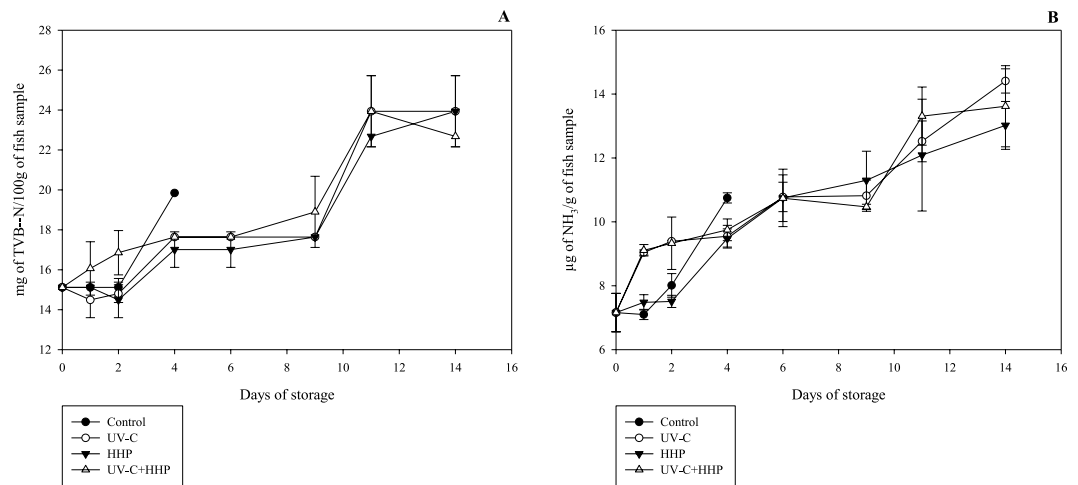 A
28
26
24
22
20
18
16
14
12
mg of TVB--N/100g of fish sample
0 2 4 6 8 10 12 14 16
Days of storage
Control
UV-C
HHP
UV-C+HHP
B
16
14
12
10
8
6
µg of NH₃/g of fish sample
0 2 4 6 8 10 12 14 16
Days of storage
Control
UV-C
HHP
UV-C+HHP